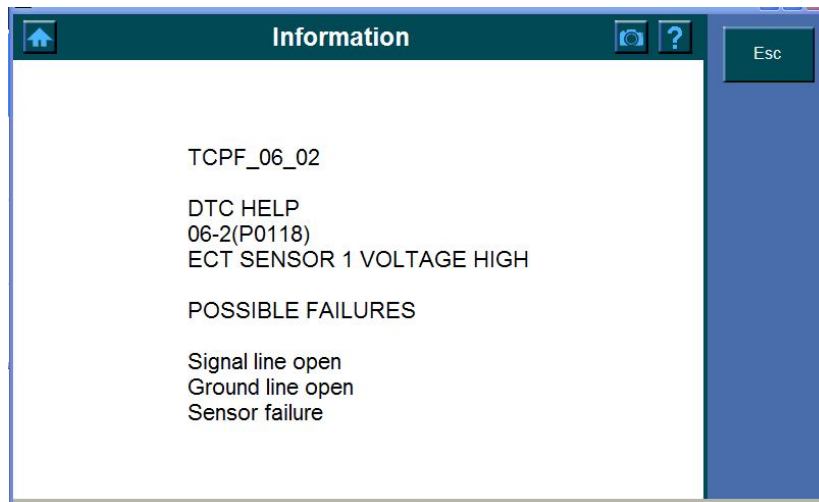 Information
?
Esc
TCPF_06_02
DTC HELP
06-2(P0118)
ECT SENSOR 1 VOLTAGE HIGH
POSSIBLE FAILURES
Signal line open
Ground line open
Sensor failure